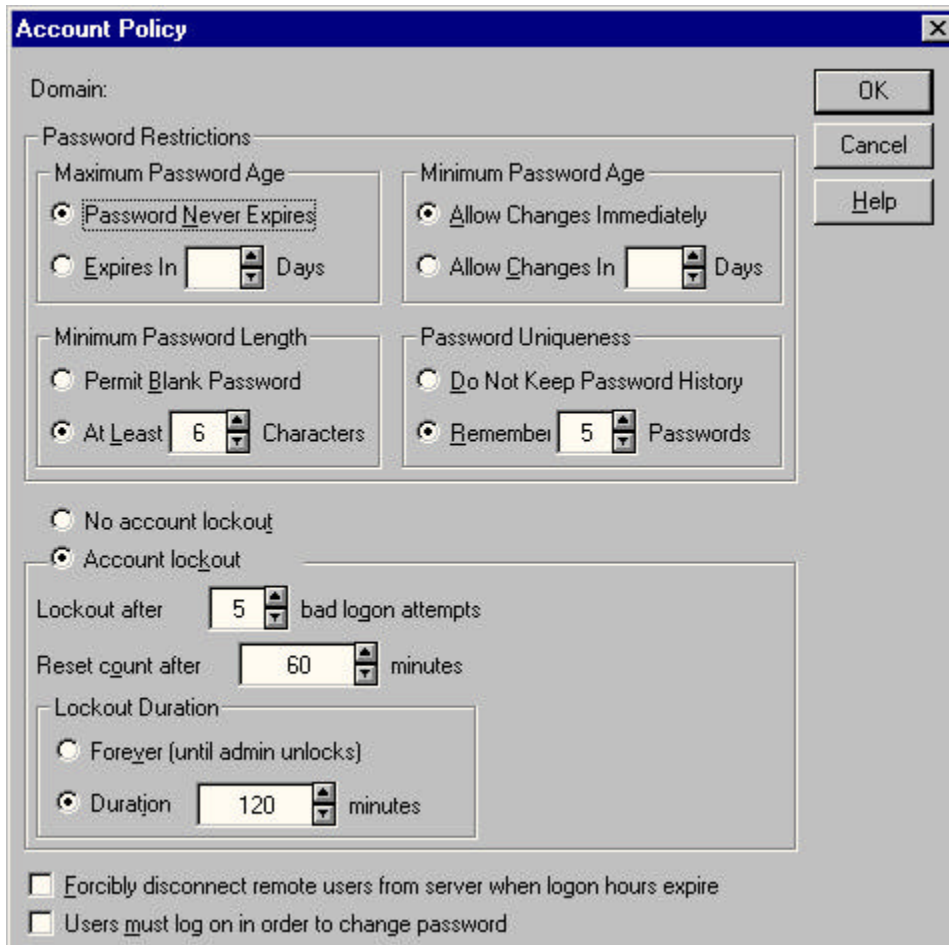 Account Policy
Domain:
OK
Cancel
Help
Password Restrictions
Maximum Password Age
Password Never Expires
Expires In Days
Minimum Password Age
Allow Changes Immediately
Allow Changes In Days
Minimum Password Length
Permit Blank Password
At Least 6 Characters
Password Uniqueness
Do Not Keep Password History
Remember 5 Passwords
No account lockout
Account lockout
Lockout after 5 bad logon attempts
Reset count after 60 minutes
Lockout Duration
Forever (until admin unlocks)
Duration 120 minutes
Forcibly disconnect remote users from server when logon hours expire
Users must log on in order to change password